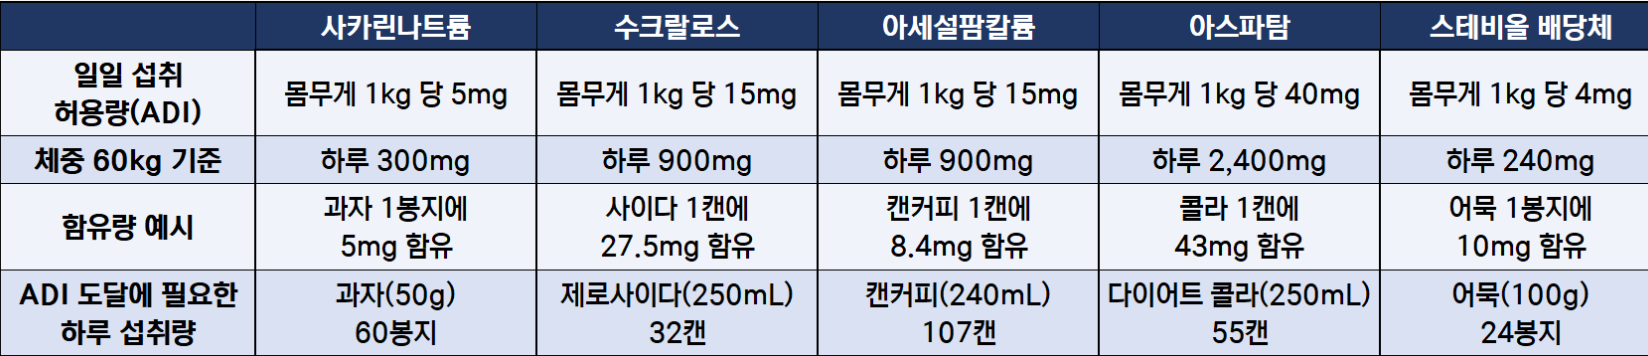 사카린나트륨 수크랄로스 아세설팜칼륨 아스파탐 스테비올 배당체
일일 섭취
허용량(ADI)
몸무게 1kg 당 5mg 몸무게 1kg 당 15mg 몸무게 1kg 당 15mg 몸무게 1kg 당 40mg 몸무게 1kg 당 4mg
체중 60kg 기준 하루 300mg 하루 900mg 하루 900mg 하루 2,400mg 하루 240mg
함유량 예시
과자 1봉지에
5mg 함유
사이다 1캔에
27.5mg 함유
캔커피 1캔에
8.4mg 함유
콜라 1캔에
43mg 함유
어묵 1봉지에
10mg 함유
ADI 도달에 필요한
하루 섭취량
과자(50g)
60봉지
제로사이다(250mL)
32캔
캔커피(240mL)
107캔
다이어트 콜라(250mL)
55캔
어묵(100g)
24봉지